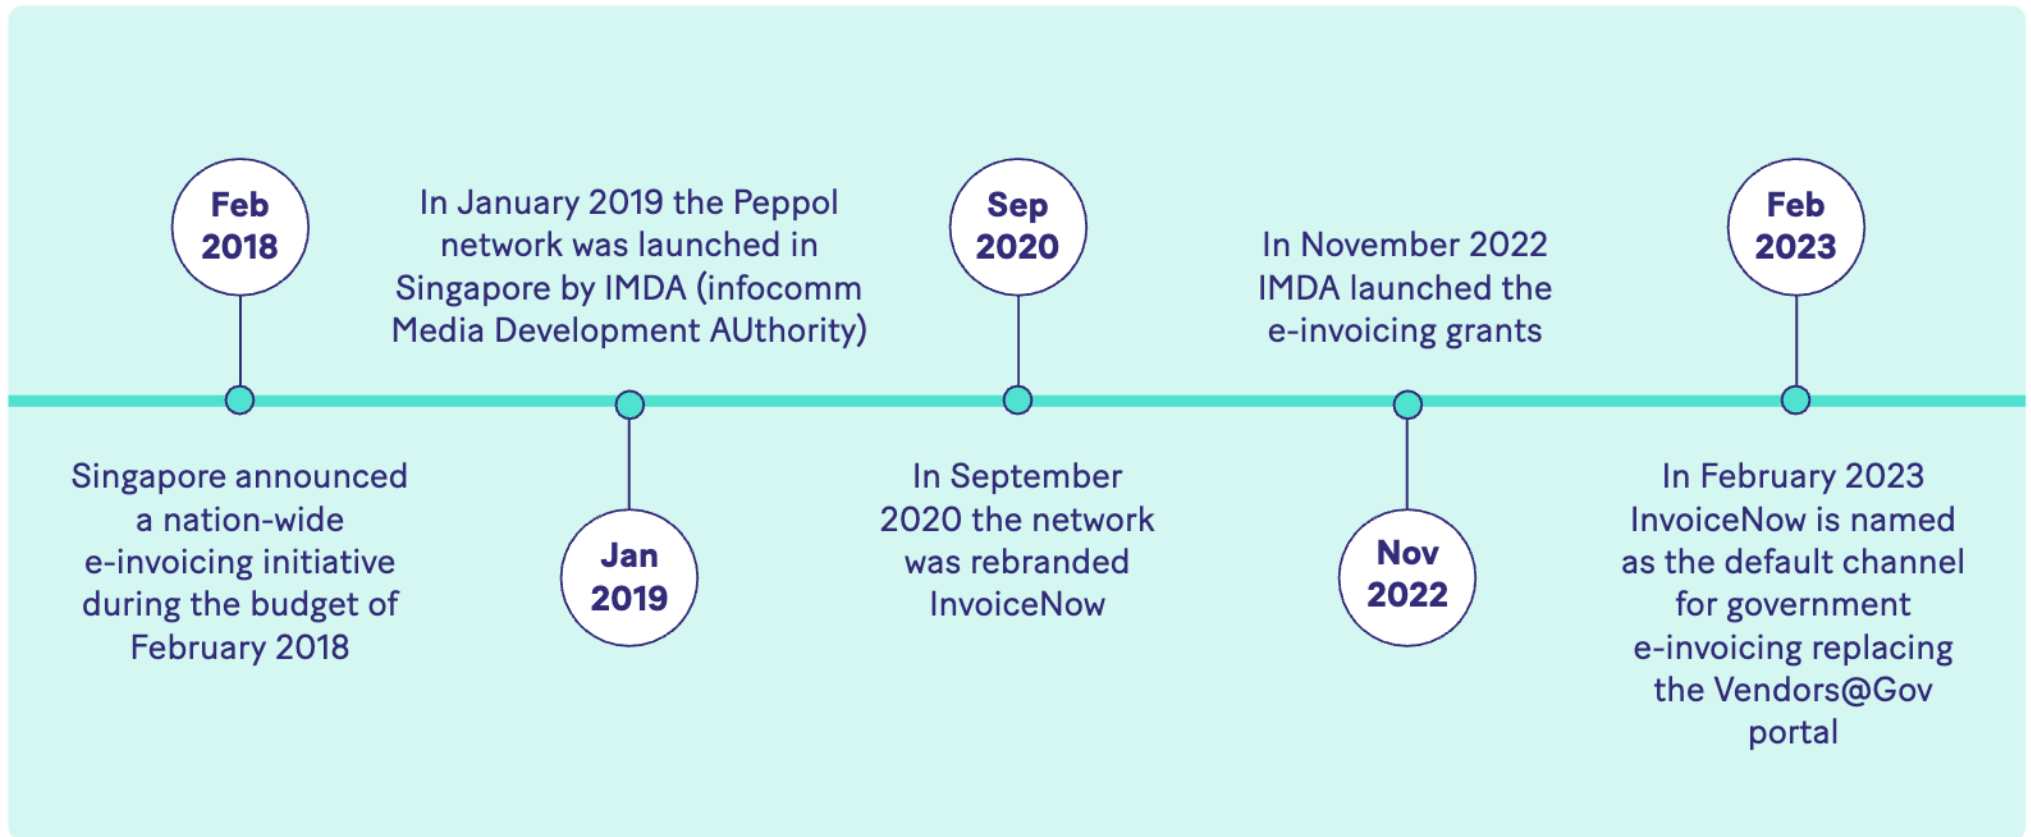 Feb
2018
Singapore announced
a nation-wide
e-invoicing initiative
during the budget of
February 2018
In January 2019 the Peppol
network was launched in
Singapore by IMDA (infocomm
Media Development AUthority)
Jan
2019
Sep
2020
In September
2020 the network
was rebranded
InvoiceNow
In November 2022
IMDA launched the
e-invoicing grants
Nov
2022
Feb
2023
In February 2023
InvoiceNow is named
as the default channel
for government
e-invoicing replacing
the Vendors@Gov
portal